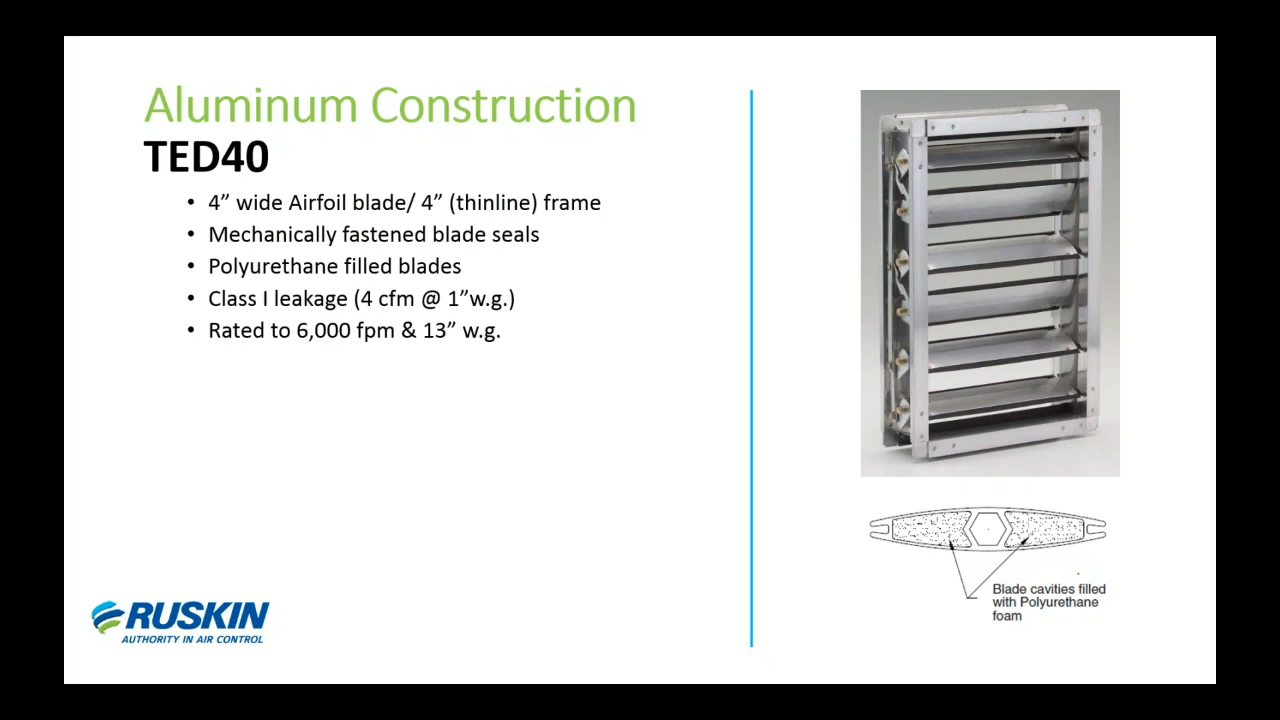 Aluminum Construction
TED40
• 4” wide Airfoil blade/ 4” (thinline) frame
• Mechanically fastened blade seals
• Polyurethane filled blades
• Class I leakage (4 cfm @ 1”w.g.)
• Rated to 6,000 fpm & 13” w.g.
Blade cavities filled
with Polyurethane
foam
RUSKIN
AUTHORITY IN AIR CONTROL